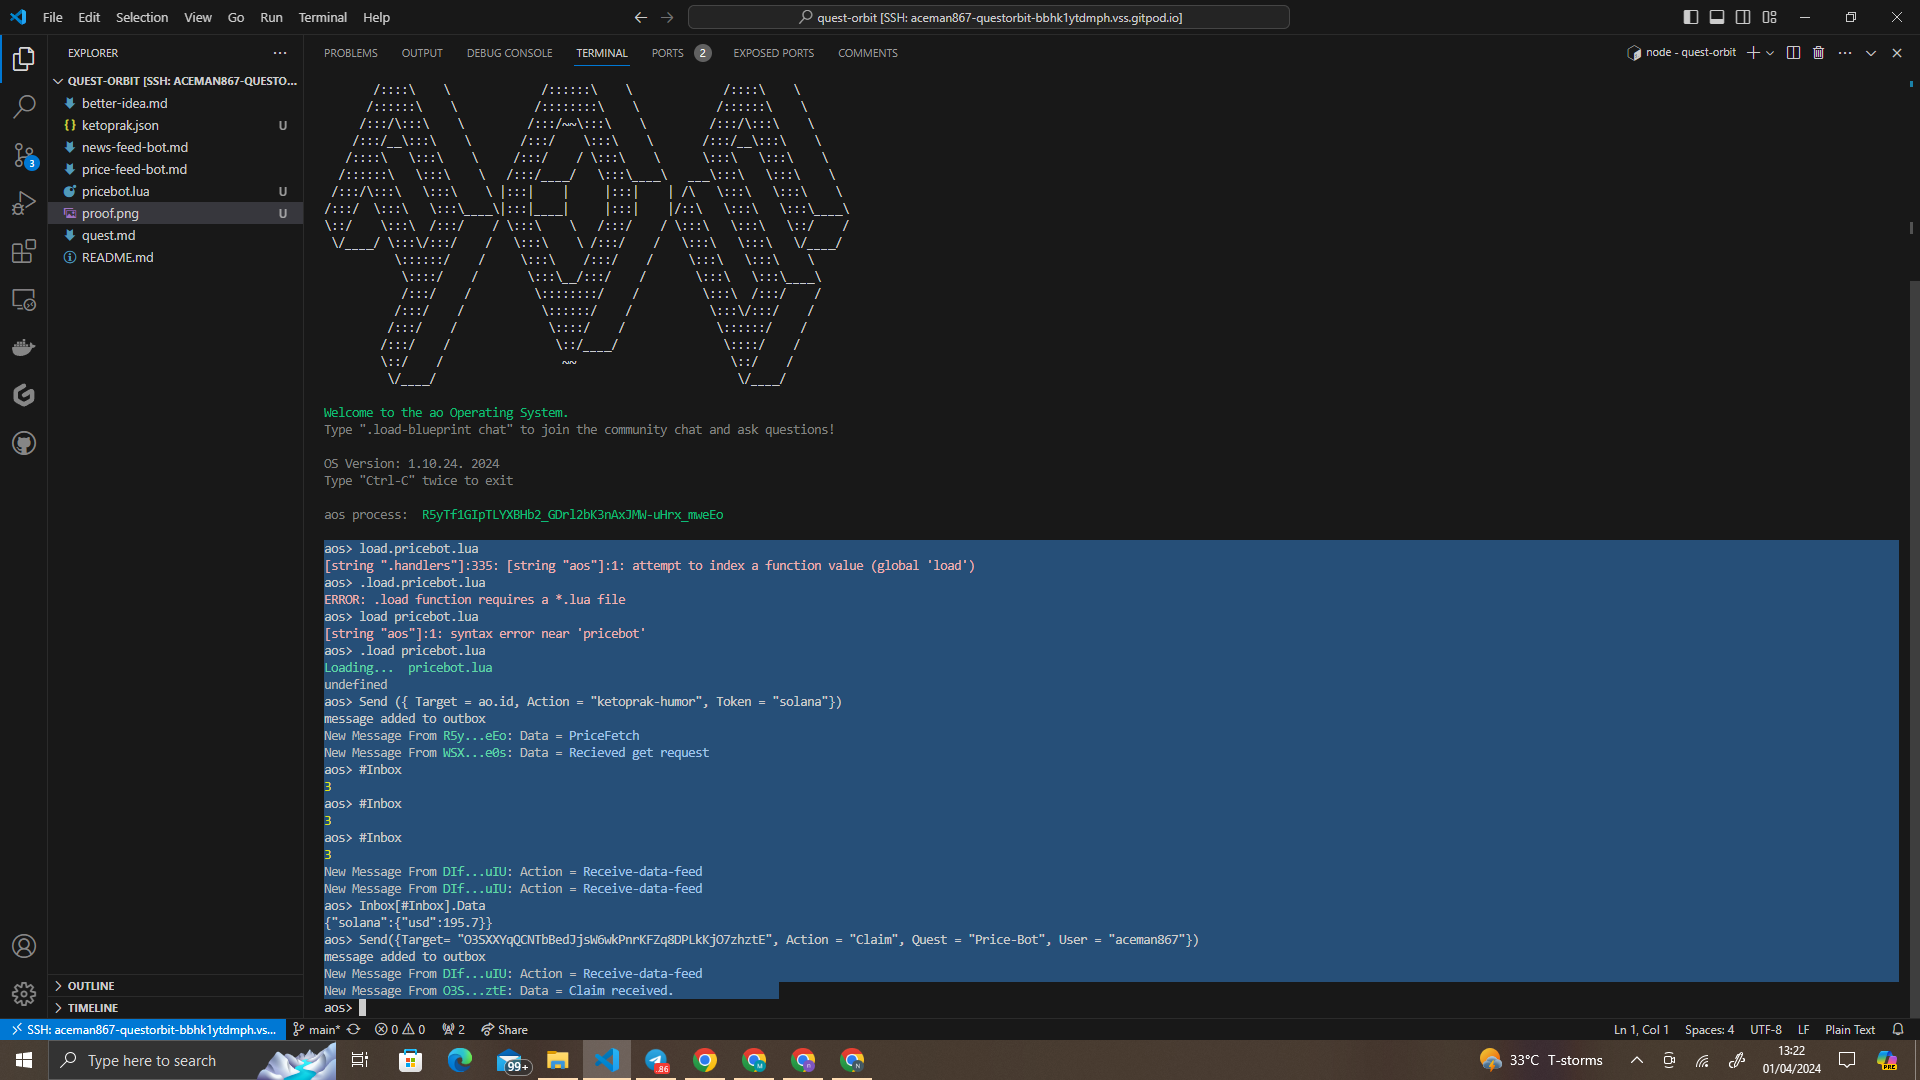 File Edit Selection View Go Run Terminal Help
quest-orbit [SSH: aceman867-questorbit-bbhk1ytdmph.vss.gitpod.io]
EXPLORER
QUEST-ORBIT [SSH: ACEMAN867-QUESTO...
better-idea.md
ketoprak.json U
news-feed-bot.md
price-feed-bot.md
pricebot.lua U
proof.png U
quest.md
README.md
OUTLINE
TIMELINE
PROBLEMS OUTPUT DEBUG CONSOLE TERMINAL PORTS 2 EXPOSED PORTS COMMENTS
node - quest-orbit
Welcome to the ao Operating System.
Type ".load-blueprint chat" to join the community chat and ask questions!
OS Version: 1.10.24. 2024
Type "Ctrl-C" twice to exit
aos process: R5yTf1GIpTLYXBHb2_GDrl2bK3nAxJMW-uHrx_mweEo
aos> load.pricebot.lua
[string ".handlers"]:335: [string "aos"]:1: attempt to index a function value (global 'load')
aos> .load.pricebot.lua
ERROR: .load function requires a *.lua file
aos> load pricebot.lua
[string "aos"]:1: syntax error near 'pricebot'
aos> .load pricebot.lua
Loading... pricebot.lua
undefined
aos> Send ({ Target = ao.id, Action = "ketoprak-humor", Token = "solana"})
message added to outbox
New Message From R5y...eEo: Data = PriceFetch
New Message From WSX...e0s: Data = Recieved get request
aos> #Inbox
3
aos> #Inbox
3
aos> #Inbox
3
New Message From DIf...uIU: Action = Receive-data-feed
New Message From DIf...uIU: Action = Receive-data-feed
aos> Inbox[#Inbox].Data
{"solana":{"usd":195.7}}
aos> Send({Target= "O3SXXYqQCNTbBedJjsW6wkPnrKFZq8DPLkKjO7zhztE", Action = "Claim", Quest = "Price-Bot", User = "aceman867"})
message added to outbox
New Message From DIf...uIU: Action = Receive-data-feed
New Message From O3S...ztE: Data = Claim received.
aos>
3
SSH: aceman867-questorbit-bbhk1ytdmph.vs... main* 0 0 2 Share
Ln 1, Col 1 Spaces: 4 UTF-8 LF Plain Text
Type here to search
99+
86
33°C T-storms
13:22
01/04/2024
PRE